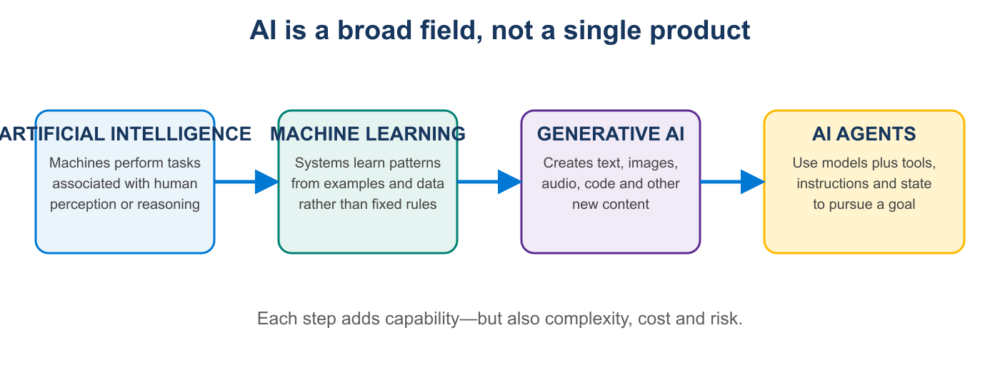 AI is a broad field, not a single product
ARTIFICIAL INTELLIGENCE
Machines perform tasks
associated with human
perception or reasoning
MACHINE LEARNING
Systems learn patterns
from examples and data
rather than fixed rules
GENERATIVE AI
Creates text, images,
audio, code and other
new content
AI AGENTS
Use models plus tools,
instructions and state
to pursue a goal
Each step adds capability—but also complexity, cost and risk.